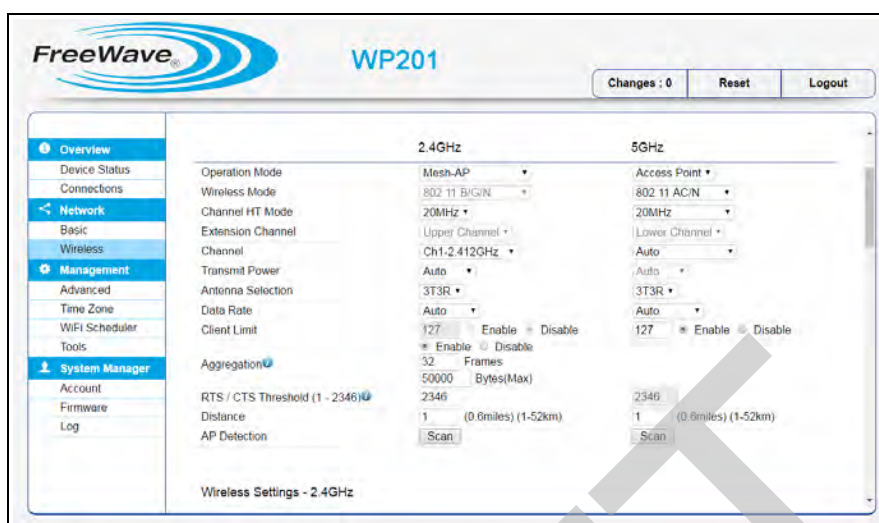 FreeWave®
WP201
Changes : 0 Reset Logout
Overview
Device Status
Connections
Network
Basic
Wireless
Management
Advanced
Time Zone
WiFi Scheduler
Tools
System Manager
Account
Firmware
Log
2.4GHz 5GHz
Operation Mode Mesh-AP Access Point
Wireless Mode 802 11 B/G/N 802 11 AC/N
Channel HT Mode 20MHz 20MHz
Extension Channel Upper Channel Lower Channel
Channel Ch1-2.412GHz Auto
Transmit Power Auto Auto
Antenna Selection 3T3R 3T3R
Data Rate Auto Auto
Client Limit 127 Enable Disable 127 Enable Disable
Enable Disable
Aggregation 32 Frames
50000 Bytes(Max)
RTS / CTS Threshold (1 - 2346) 2346 2346
Distance 1 (0.6miles) (1-52km) 1 (0.6miles) (1-52km)
AP Detection Scan Scan
Wireless Settings - 2.4GHz